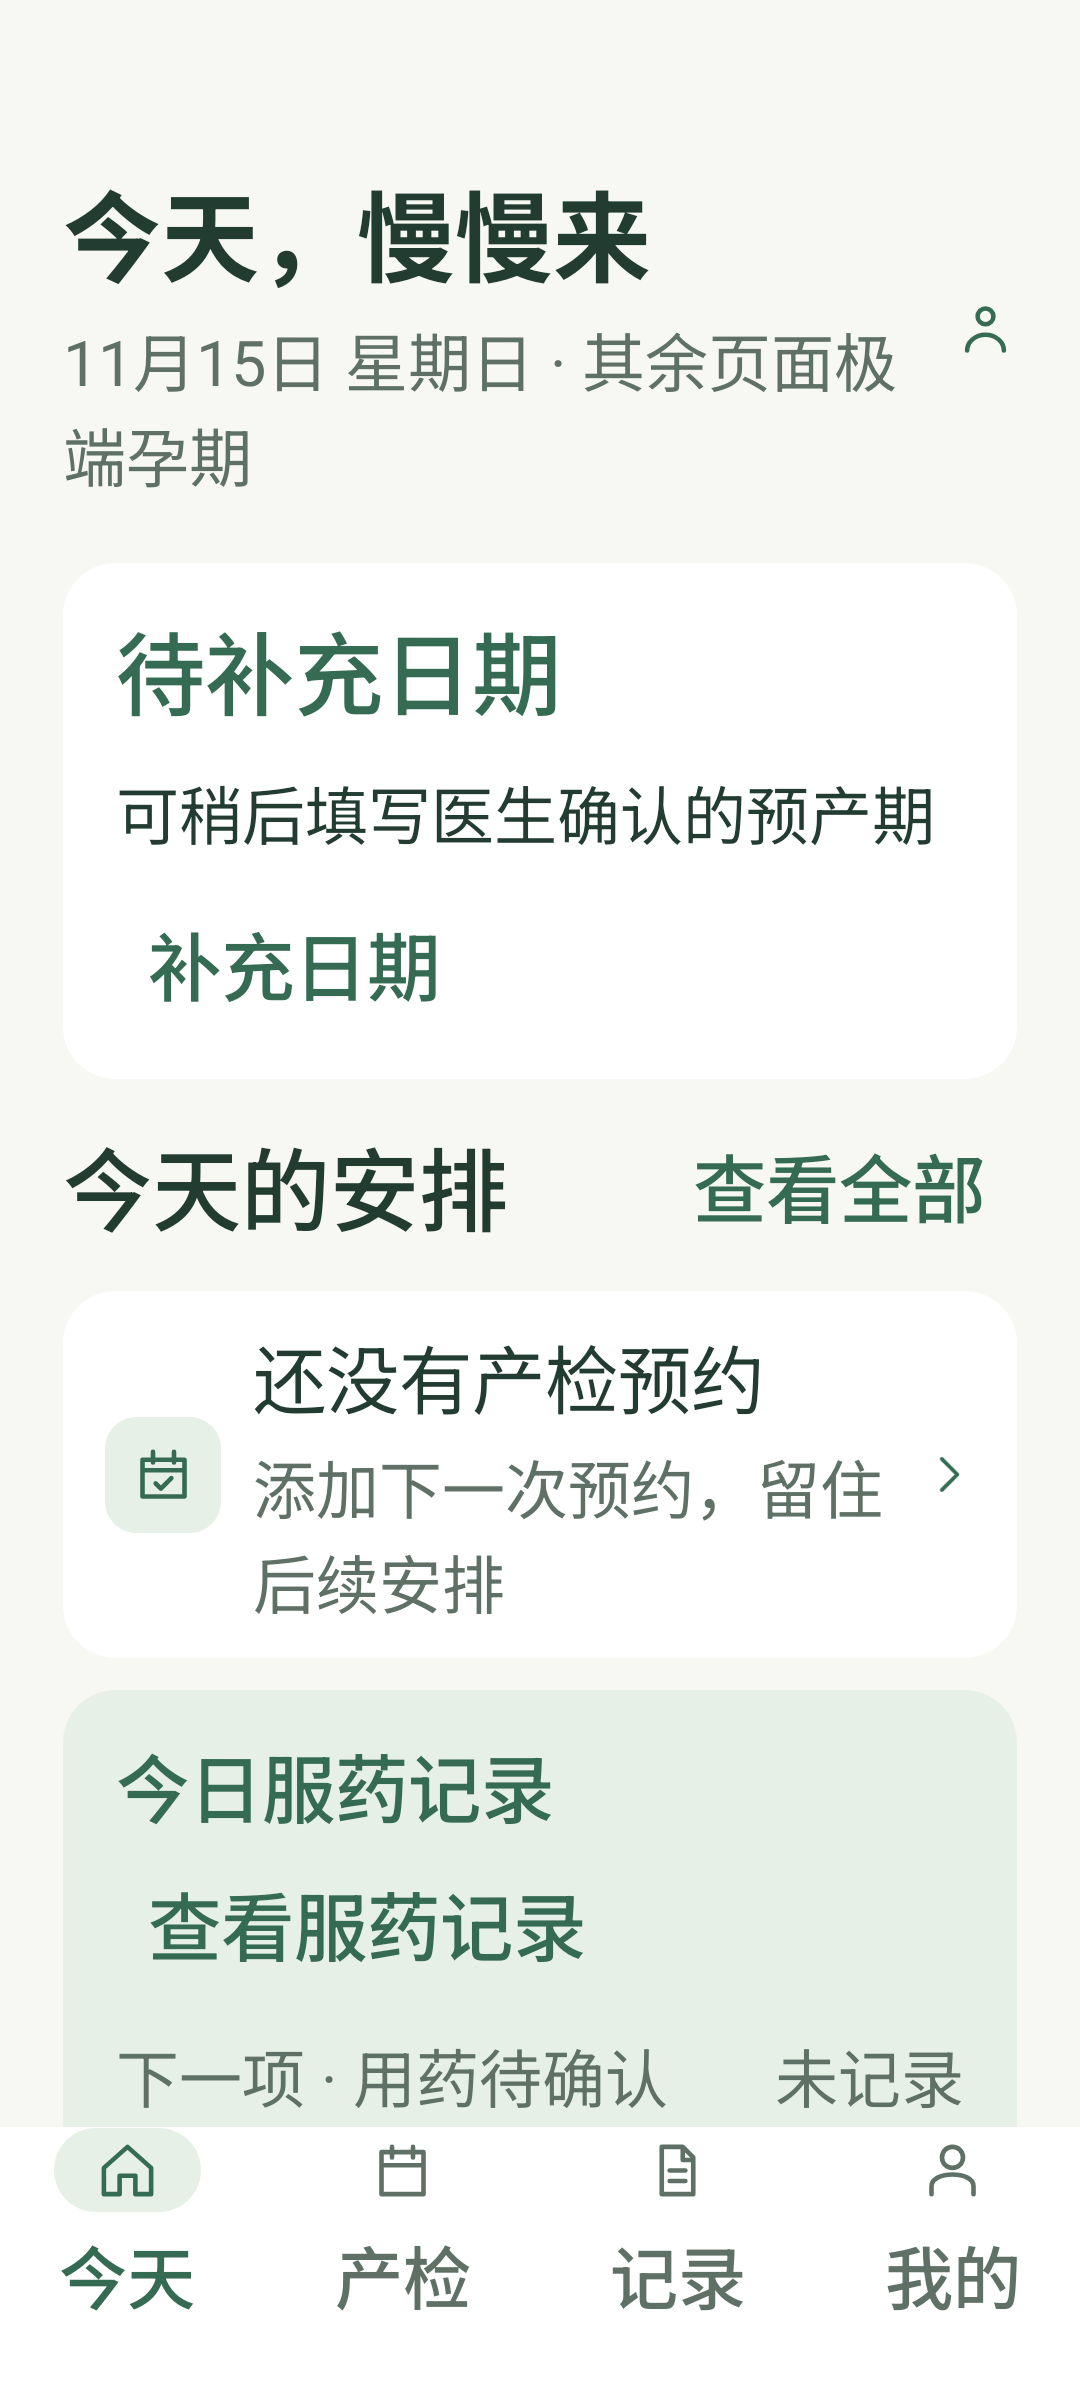 今天，慢慢来
11月15日 星期日 · 其余页面极
端孕期
待补充日期
可稍后填写医生确认的预产期
补充日期
今天的安排
查看全部
还没有产检预约
添加下一次预约，留住
后续安排
今日服药记录
查看服药记录
下一项 · 用药待确认
未记录
今天
产检
记录
我的